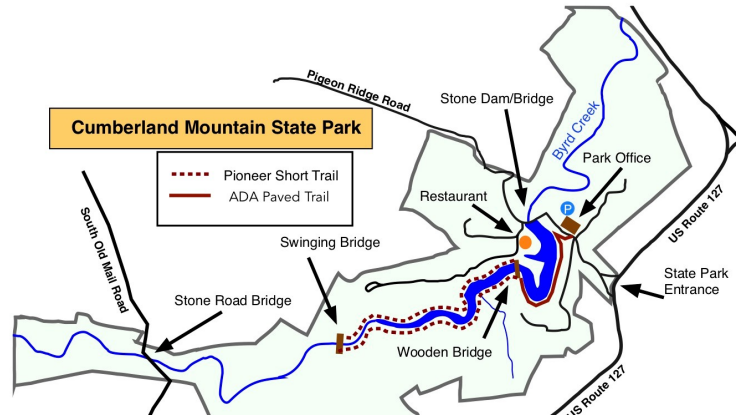 Pigeon Ridge Road
Stone Dam/Bridge
Byrd Creek
Cumberland Mountain State Park
Park Office
P
Pioneer Short Trail
ADA Paved Trail
Restaurant
US Route 127
South Old Mail Road
Swinging Bridge
State Park
Entrance
Stone Road Bridge
Wooden Bridge
US Route 127